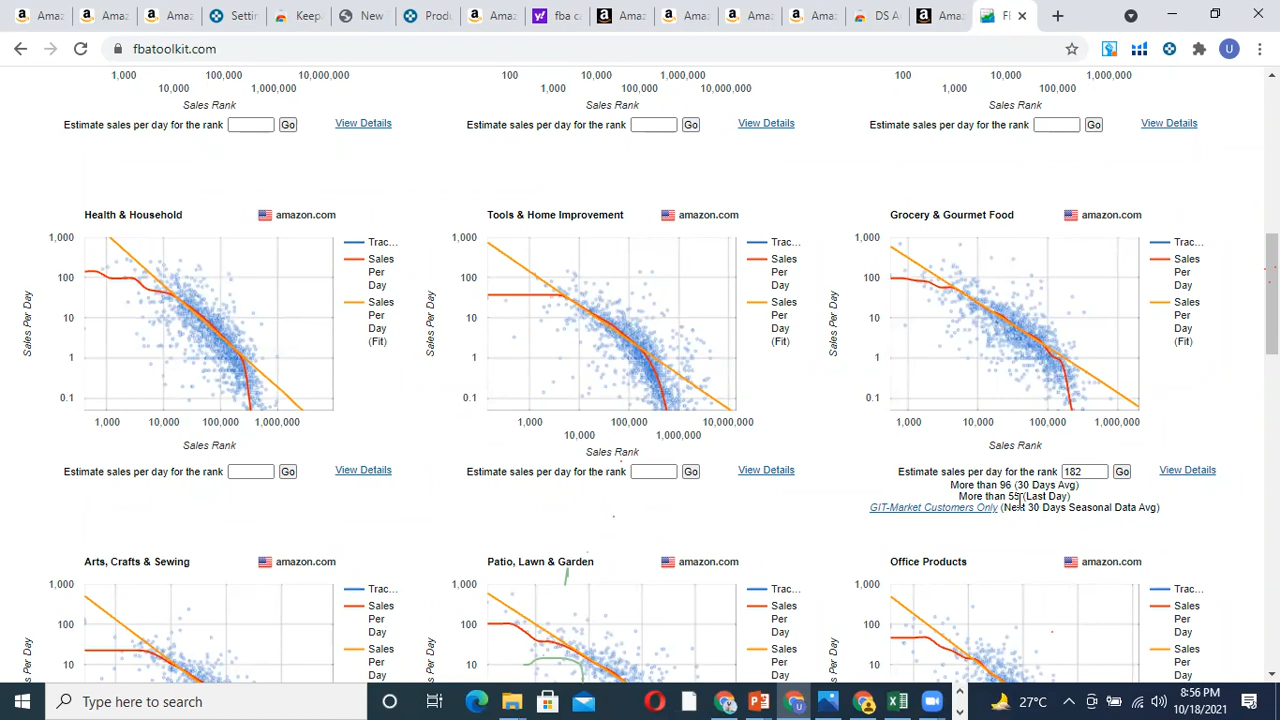 Amaz
Amaz
Amaz
Settin
Keep
New
Produ
Amaz
fba co
Amaz
Amaz
Amaz
Amaz
DS A
Amaz
fbatoolkit.com
U
1,000 100,000 10,000,000
10,000 1,000,000
Sales Rank
100 10,000 1,000,000
1,000 100,000 10,000,000
Sales Rank
100 10,000 1,000,000
1,000 100,000
Sales Rank
Estimate sales per day for the rank Go View Details
Estimate sales per day for the rank Go View Details
Estimate sales per day for the rank Go View Details
Health & Household amazon.com
1,000
100
10
1
0.1
Sales Per Day
Trac...
Sales
Per
Day
Sales
Per
Day
(Fit)
1,000 10,000 100,000 1,000,000
Sales Rank
Estimate sales per day for the rank Go View Details
Tools & Home Improvement amazon.com
1,000
100
10
1
0.1
Sales Per Day
Trac...
Sales
Per
Day
Sales
Per
Day
(Fit)
1,000 100,000 10,000,000
10,000 1,000,000
Sales Rank
Estimate sales per day for the rank Go View Details
Grocery & Gourmet Food amazon.com
1,000
100
10
1
0.1
Sales Per Day
Trac...
Sales
Per
Day
Sales
Per
Day
(Fit)
1,000 10,000 100,000 1,000,000
Sales Rank
Estimate sales per day for the rank 182 Go View Details
More than 96 (30 Days Avg)
More than 55 (Last Day)
GIT-Market Customers Only (Next 30 Days Seasonal Data Avg)
Arts, Crafts & Sewing amazon.com
1,000
100
10
Per Day
Trac...
Sales
Per
Day
Sales
Per
Day
Patio, Lawn & Garden amazon.com
1,000
100
10
Per Day
Trac...
Sales
Per
Day
Sales
Per
Day
Office Products amazon.com
1,000
100
10
Per Day
Trac...
Sales
Per
Day
Sales
Per
Day
Type here to search
27°C
8:56 PM
10/18/2021